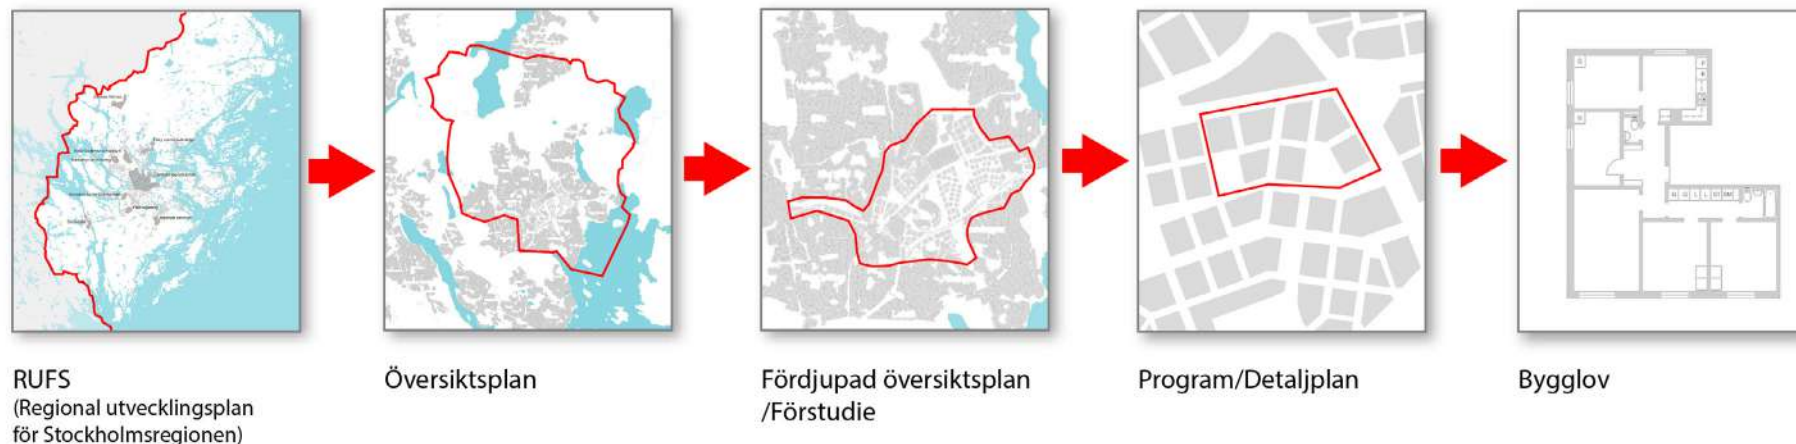 RUFS
(Regional utvecklingsplan
för Stockholmsregionen)
Översiktsplan
Fördjupad översiktsplan
/Förstudie
Program/Detaljplan
Bygglov